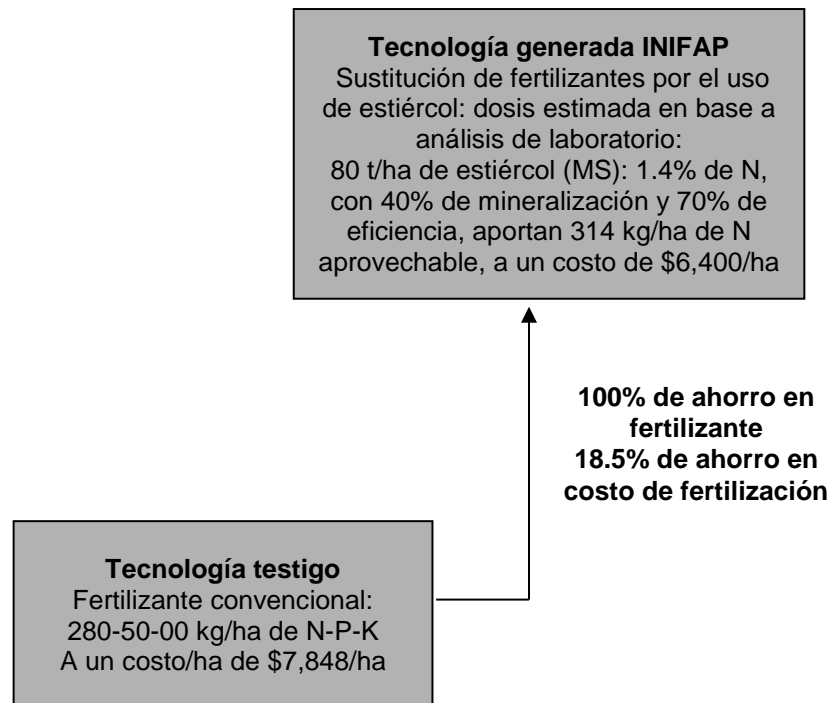 Tecnología generada INIFAP
Sustitución de fertilizantes por el uso
de estiércol: dosis estimada en base a
análisis de laboratorio:
80 t/ha de estiércol (MS): 1.4% de N,
con 40% de mineralización y 70% de
eficiencia, aportan 314 kg/ha de N
aprovechable, a un costo de $6,400/ha
100% de ahorro en
fertilizante
18.5% de ahorro en
costo de fertilización
Tecnología testigo
Fertilizante convencional:
280-50-00 kg/ha de N-P-K
A un costo/ha de $7,848/ha